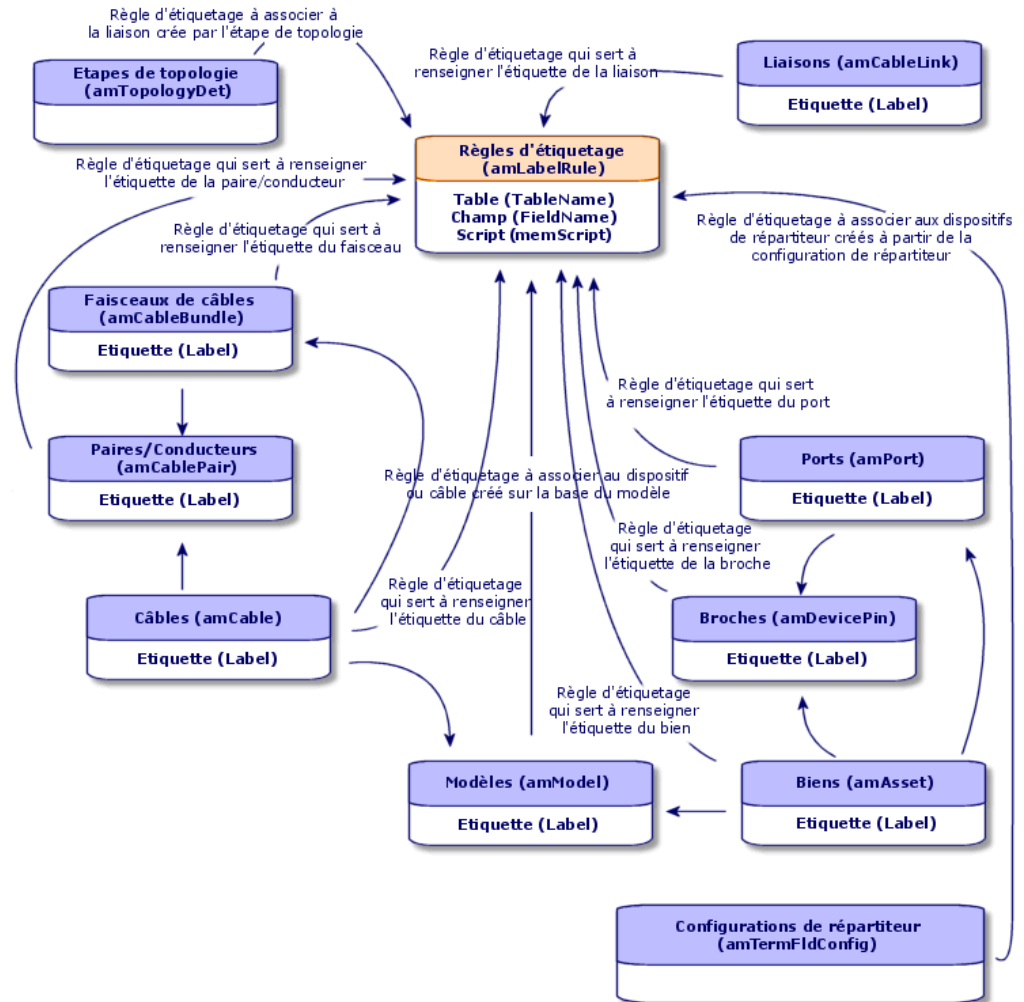 Règle d'étiquetage à associer à
la liaison crée par l'étape de topologie
Etapes de topologie
(amTopologyDet)
Règle d'étiquetage qui sert à
renseigner l'étiquette de la liaison
Liaisons (amCableLink)
Etiquette (Label)
Règles d'étiquetage
(amLabelRule)
Table (TableName)
Champ (FieldName)
Script (memScript)
Règle d'étiquetage qui sert à renseigner
l'étiquette de la paire/conducteur
Règle d'étiquetage qui sert à
renseigner l'étiquette du faisceau
Règle d'étiquetage à associer aux dispositifs
de répartiteur créés à partir de la
configuration de répartiteur
Faisceaux de câbles
(amCableBundle)
Etiquette (Label)
Règle d'étiquetage qui sert
à renseigner l'étiquette du port
Paires/Conducteurs
(amCablePair)
Etiquette (Label)
Ports (amPort)
Etiquette (Label)
Règle d'étiquetage à associer au dispositif
ou câble créé sur la base du modèle
Règle d'étiquetage
qui sert à renseigner
l'étiquette de la broche
Règle d'étiquetage
qui sert à renseigner
l'étiquette du câble
Câbles (amCable)
Etiquette (Label)
Broches (amDevicePin)
Etiquette (Label)
Règle d'étiquetage
qui sert à renseigner
l'étiquette du bien
Modèles (amModel)
Etiquette (Label)
Biens (amAsset)
Etiquette (Label)
Configurations de répartiteur
(amTermFldConfig)